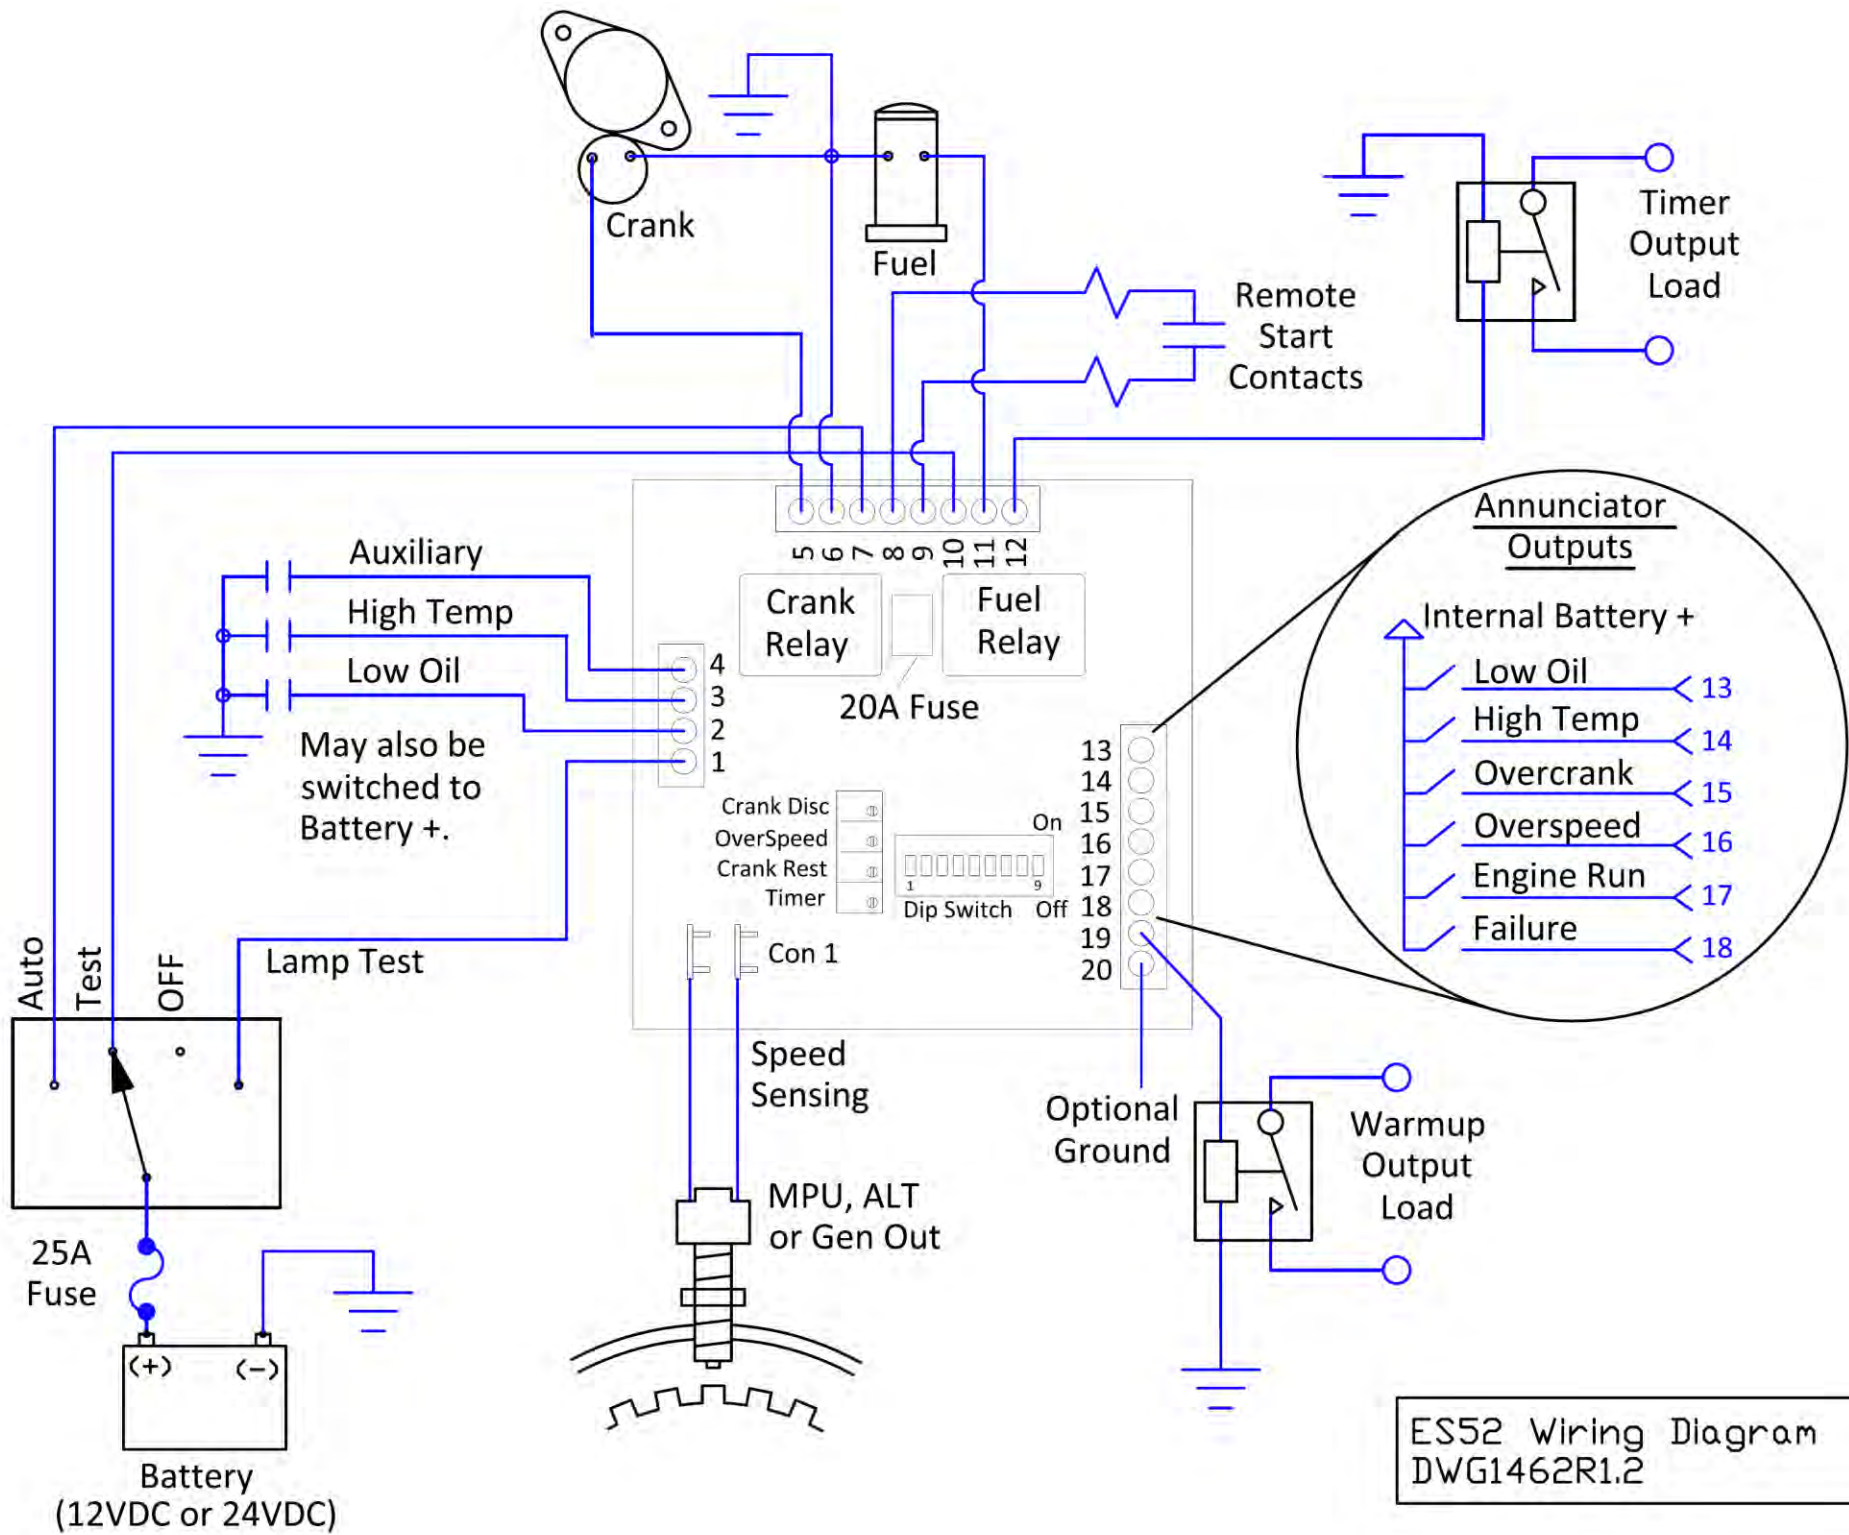 Crank
Fuel
Remote
Start
Contacts
Timer
Output
Load
5
6
7
8
9
10
11
12
Auxiliary
High Temp
Low Oil
May also be
switched to
Battery +.
4
3
2
1
Crank
Relay
Fuel
Relay
20A Fuse
Crank Disc
OverSpeed
Crank Rest
Timer
On
1
9
Dip Switch
Off
13
14
15
16
17
18
19
20
Annunciator
Outputs
Internal Battery +
Low Oil
13
High Temp
14
Overcrank
15
Overspeed
16
Engine Run
17
Failure
18
Auto
Test
OFF
Lamp Test
Con 1
Speed
Sensing
MPU, ALT
or Gen Out
Optional
Ground
Warmup
Output
Load
25A
Fuse
(+)
(−)
Battery
(12VDC or 24VDC)
ES52 Wiring Diagram
DWG1462R1.2